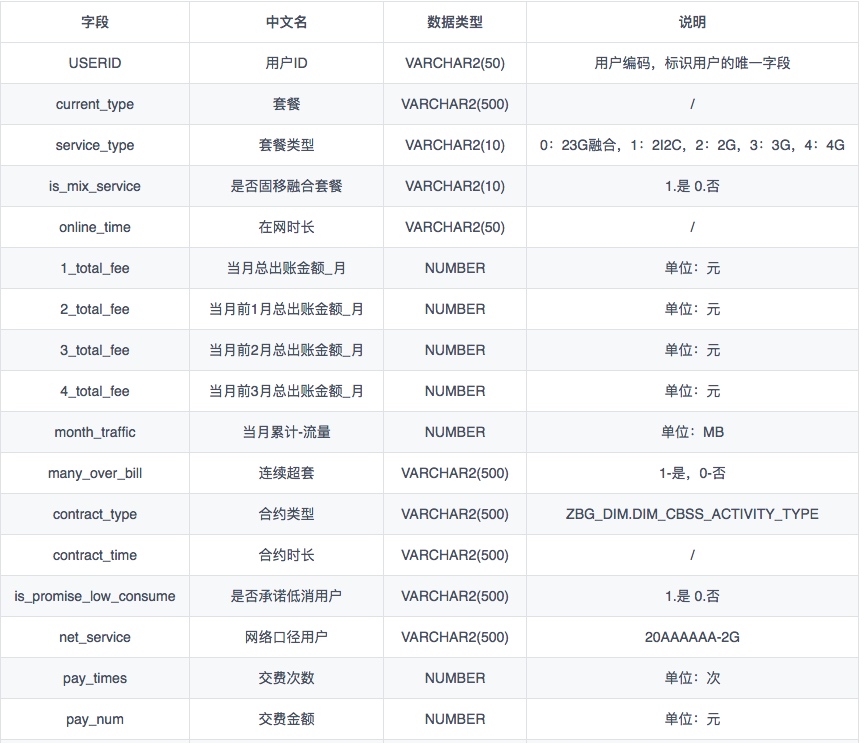 字段 中文名 数据类型 说明
USERID 用户ID VARCHAR2(50) 用户编码，标识用户的唯一字段
current_type 套餐 VARCHAR2(500) /
service_type 套餐类型 VARCHAR2(10) 0：23G融合，1：2I2C，2：2G，3：3G，4：4G
is_mix_service 是否固移融合套餐 VARCHAR2(10) 1.是 0.否
online_time 在网时长 VARCHAR2(50) /
1_total_fee 当月总出账金额_月 NUMBER 单位：元
2_total_fee 当月前1月总出账金额_月 NUMBER 单位：元
3_total_fee 当月前2月总出账金额_月 NUMBER 单位：元
4_total_fee 当月前3月总出账金额_月 NUMBER 单位：元
month_traffic 当月累计-流量 NUMBER 单位：MB
many_over_bill 连续超套 VARCHAR2(500) 1-是，0-否
contract_type 合约类型 VARCHAR2(500) ZBG_DIM.DIM_CBSS_ACTIVITY_TYPE
contract_time 合约时长 VARCHAR2(500) /
is_promise_low_consume 是否承诺低消用户 VARCHAR2(500) 1.是 0.否
net_service 网络口径用户 VARCHAR2(500) 20AAAAAA-2G
pay_times 交费次数 NUMBER 单位：次
pay_num 交费金额 NUMBER 单位：元